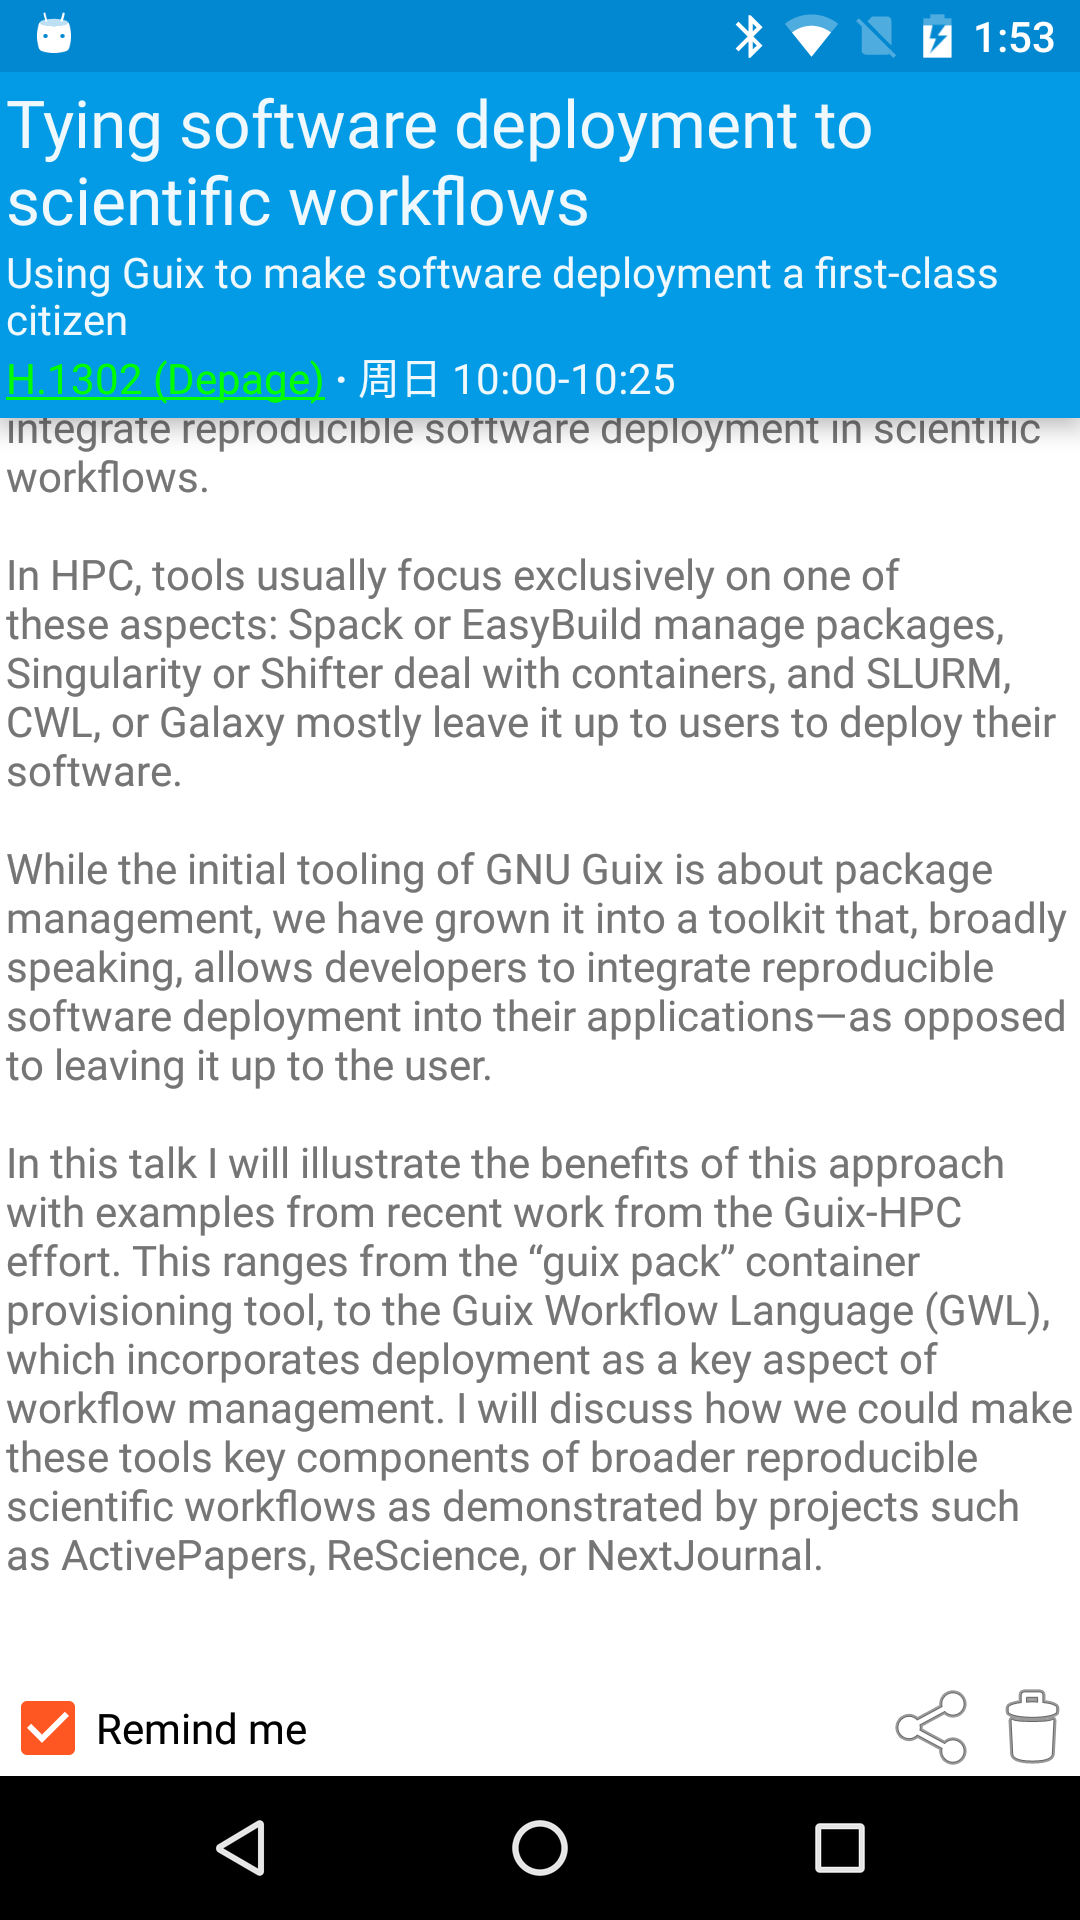 1:53
Tying software deployment to
scientific workflows
Using Guix to make software deployment a first-class
citizen
H.1302 (Depage) · 周日 10:00-10:25
integrate reproducible software deployment in scientific
workflows.
In HPC, tools usually focus exclusively on one of
these aspects: Spack or EasyBuild manage packages,
Singularity or Shifter deal with containers, and SLURM,
CWL, or Galaxy mostly leave it up to users to deploy their
software.
While the initial tooling of GNU Guix is about package
management, we have grown it into a toolkit that, broadly
speaking, allows developers to integrate reproducible
software deployment into their applications—as opposed
to leaving it up to the user.
In this talk I will illustrate the benefits of this approach
with examples from recent work from the Guix-HPC
effort. This ranges from the “guix pack” container
provisioning tool, to the Guix Workflow Language (GWL),
which incorporates deployment as a key aspect of
workflow management. I will discuss how we could make
these tools key components of broader reproducible
scientific workflows as demonstrated by projects such
as ActivePapers, ReScience, or NextJournal.
Remind me